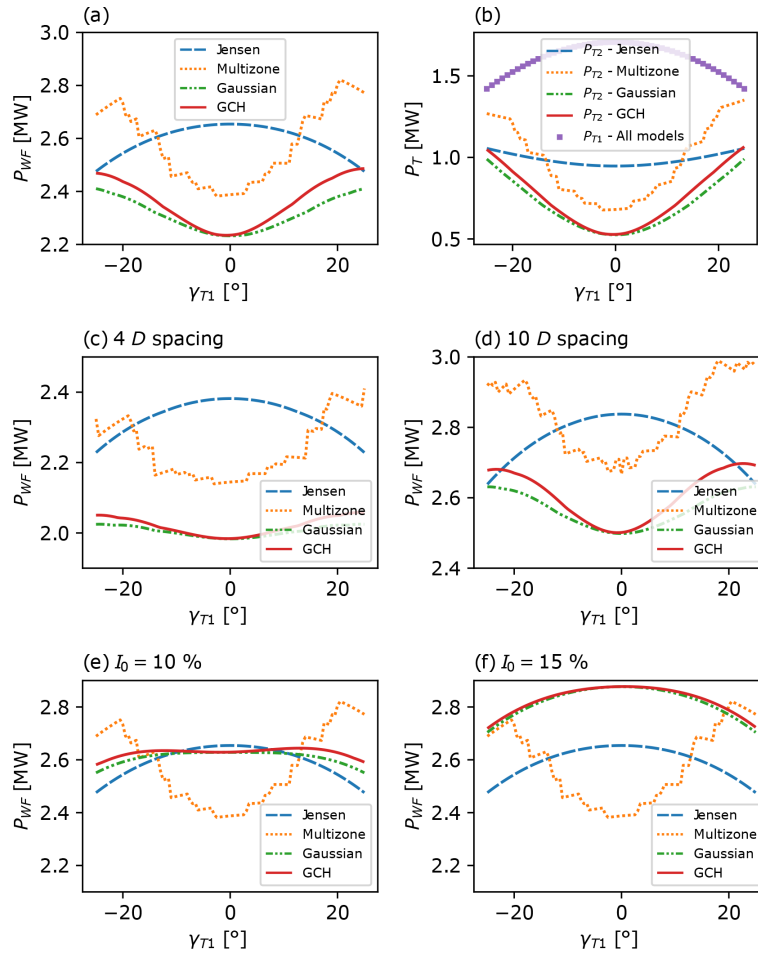 (a)
3.0
2.8
2.6
2.4
2.2
P_WF [MW]
Jensen
Multizone
Gaussian
GCH
−20 0 20
γ_T1 [°]
(b)
1.5
1.0
0.5
P_T [MW]
P_T2 - Jensen
P_T2 - Multizone
P_T2 - Gaussian
P_T2 - GCH
P_T1 - All models
−20 0 20
γ_T1 [°]
(c) 4 D spacing
2.4
2.2
2.0
P_WF [MW]
Jensen
Multizone
Gaussian
GCH
−20 0 20
γ_T1 [°]
(d) 10 D spacing
3.0
2.8
2.6
2.4
P_WF [MW]
Jensen
Multizone
Gaussian
GCH
−20 0 20
γ_T1 [°]
(e) I_0 = 10 %
2.8
2.6
2.4
2.2
P_WF [MW]
Jensen
Multizone
Gaussian
GCH
−20 0 20
γ_T1 [°]
(f) I_0 = 15 %
2.8
2.6
2.4
2.2
P_WF [MW]
Jensen
Multizone
Gaussian
GCH
−20 0 20
γ_T1 [°]